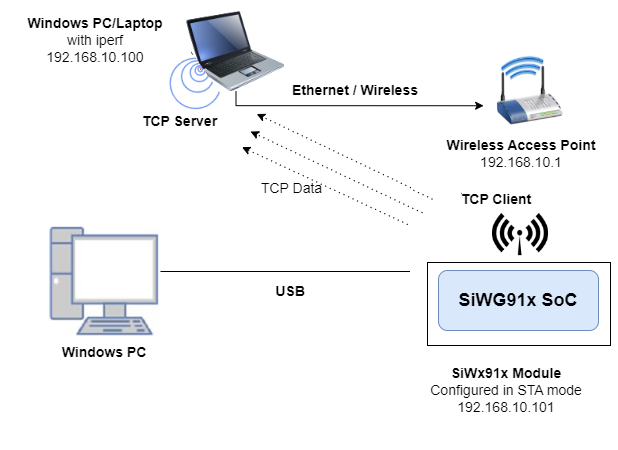 Windows PC/Laptop
with iperf
192.168.10.100
TCP Server
Ethernet / Wireless
Wireless Access Point
192.168.10.1
TCP Data
TCP Client
USB
SiWG91x SoC
Windows PC
SiWx91x Module
Configured in STA mode
192.168.10.101